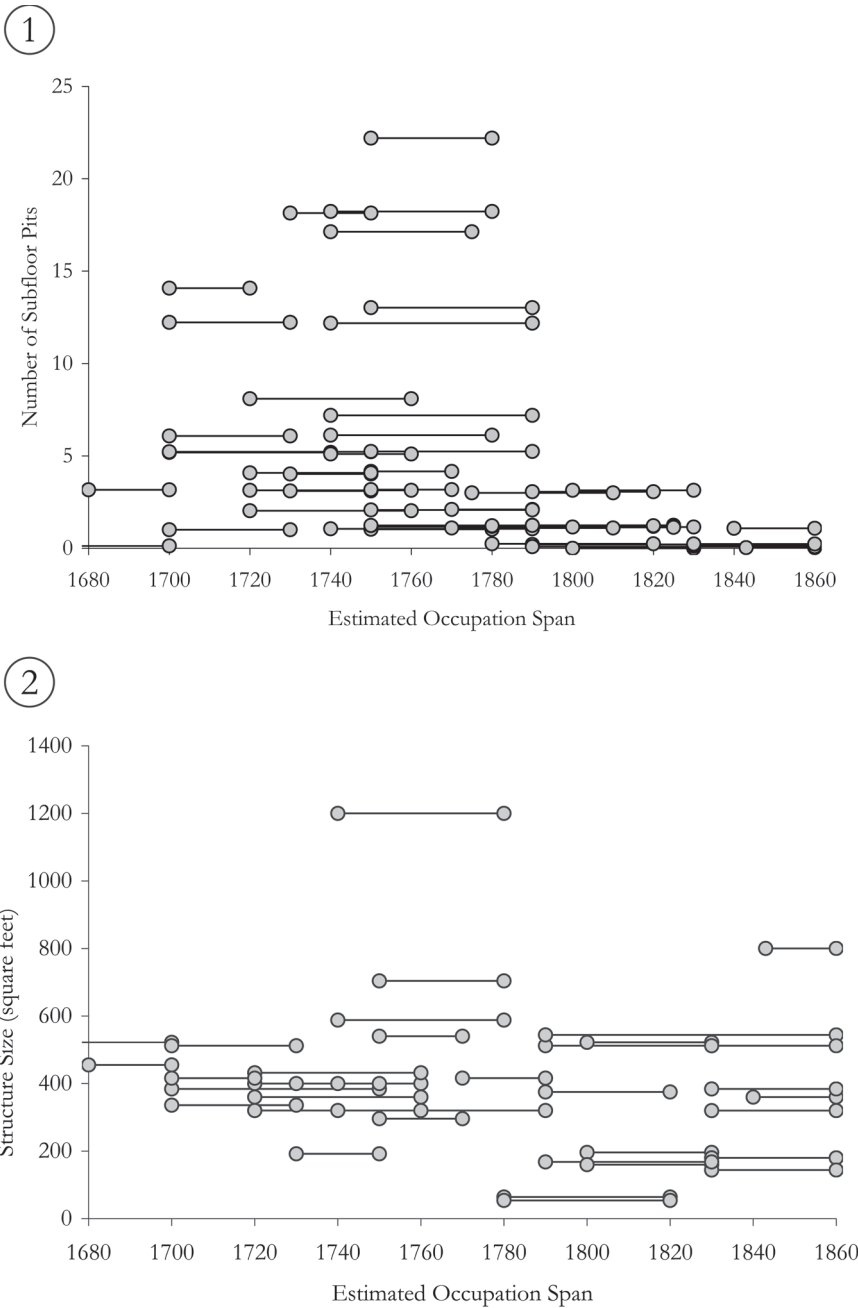 1
25
20
15
10
5
0
Number of Subfloor Pits
1680 1700 1720 1740 1760 1780 1800 1820 1840 1860
Estimated Occupation Span
2
1400
1200
1000
800
600
400
200
0
Structure Size (square feet)
1680 1700 1720 1740 1760 1780 1800 1820 1840 1860
Estimated Occupation Span